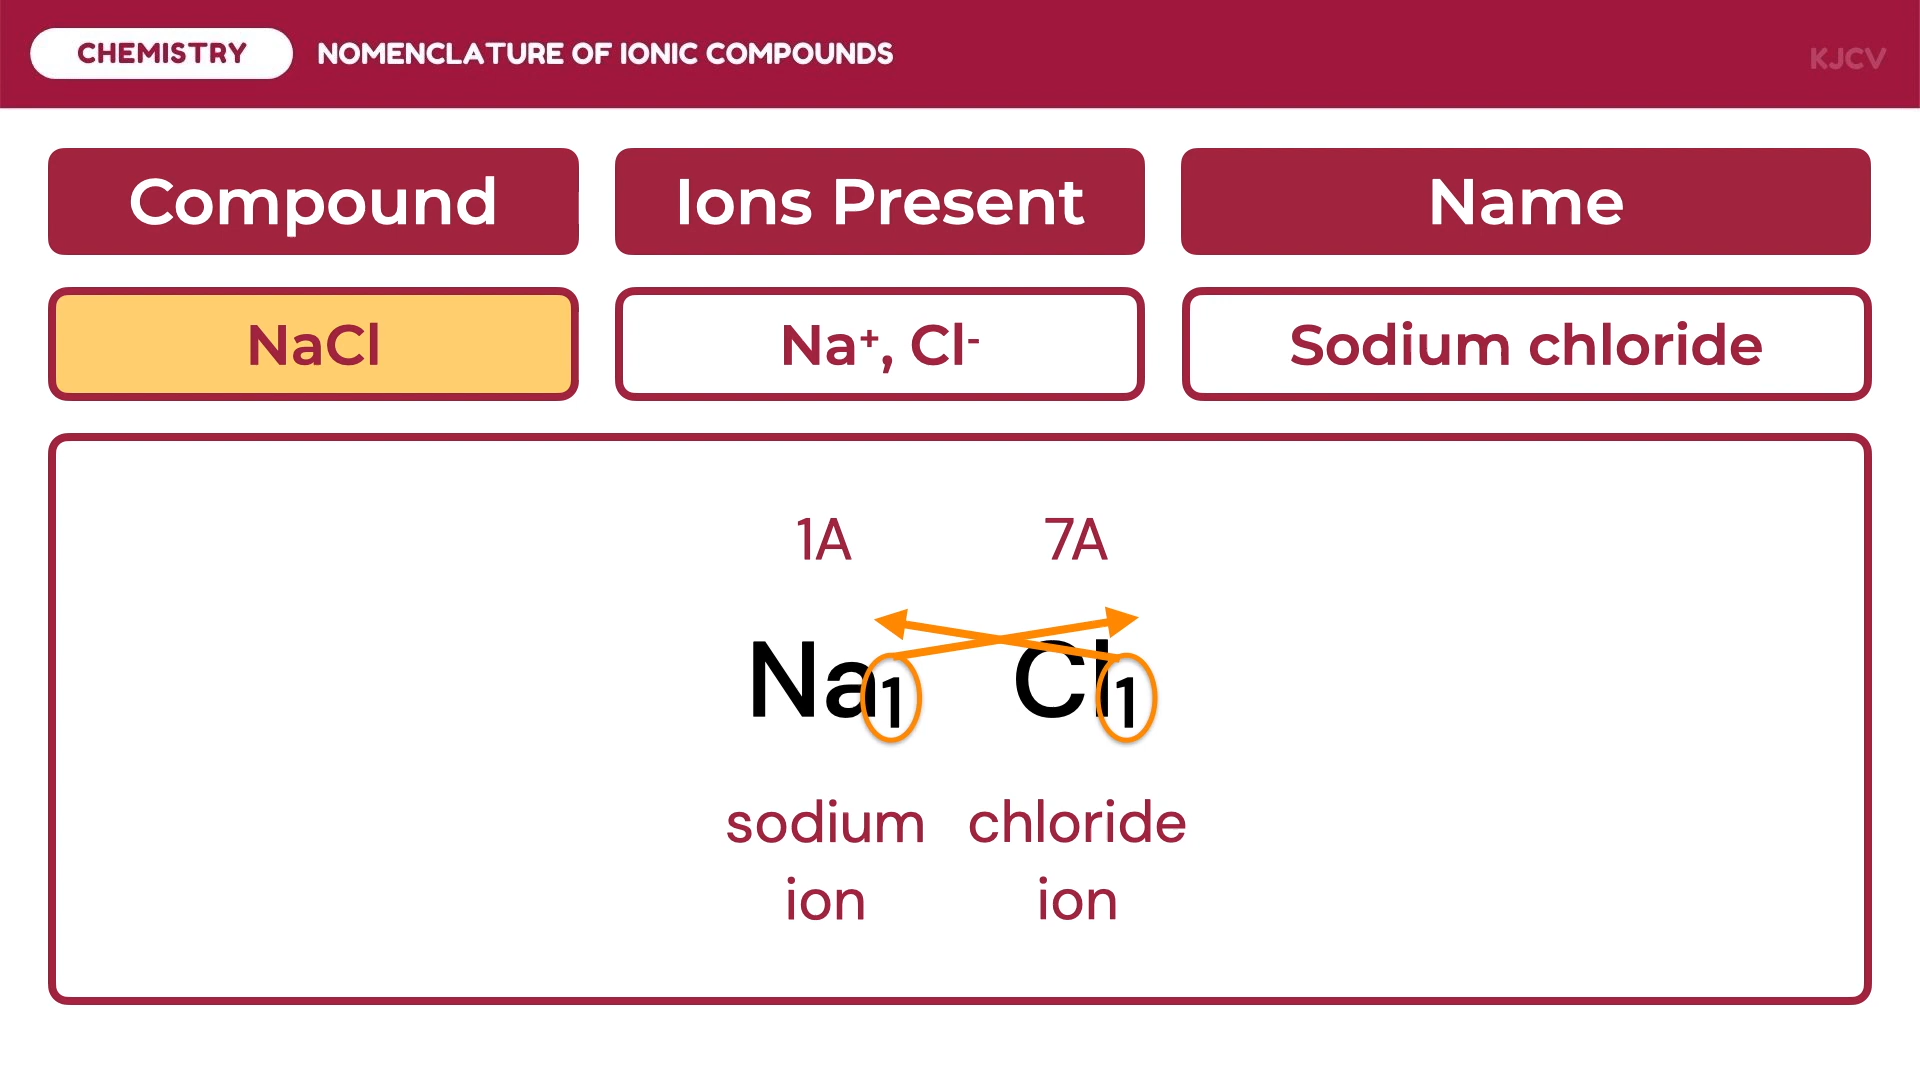 CHEMISTRY NOMENCLATURE OF IONIC COMPOUNDS KJCV
Compound Ions Present Name
NaCl Na⁺, Cl⁻ Sodium chloride
1A 7A
Na₁ Cl₁
sodium chloride
ion ion